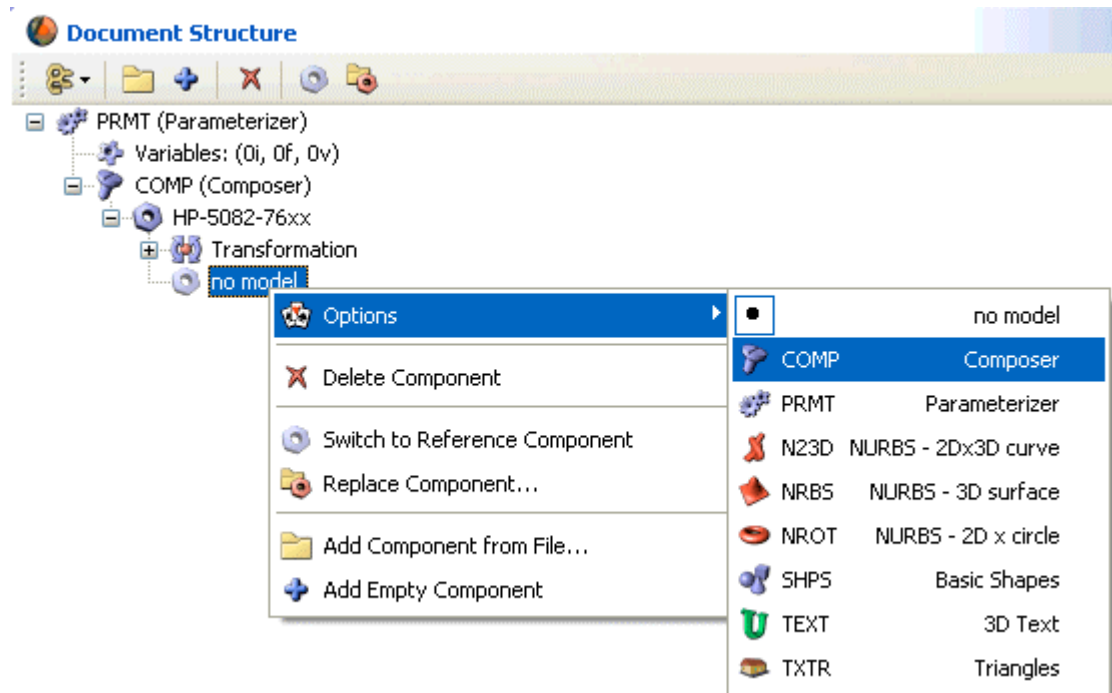 Document Structure
PRMT (Parameterizer)
Variables: (0i, 0f, 0v)
COMP (Composer)
HP-5082-76xx
Transformation
no model
Options
Delete Component
Switch to Reference Component
Replace Component...
Add Component from File...
Add Empty Component
no model
COMP Composer
PRMT Parameterizer
N23D NURBS - 2Dx3D curve
NRBS NURBS - 3D surface
NROT NURBS - 2D x circle
SHPS Basic Shapes
TEXT 3D Text
TXTR Triangles